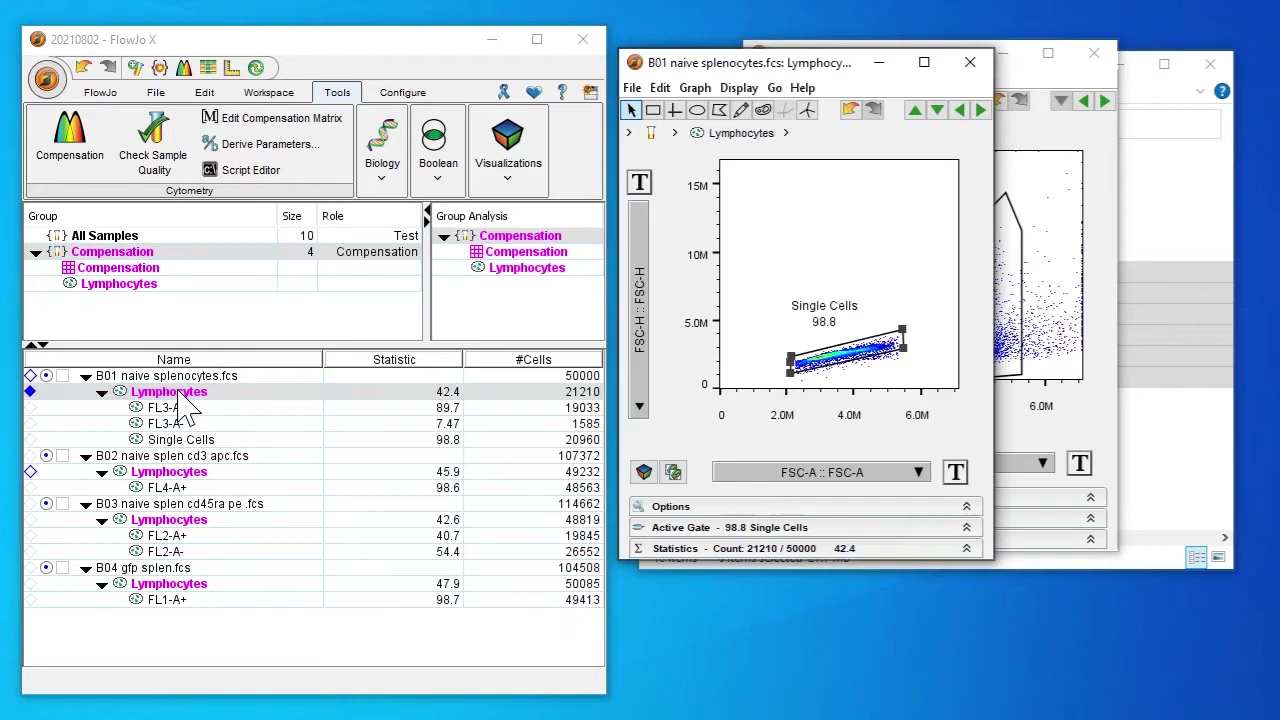 20210802 - FlowJo X
FlowJo File Edit Workspace Tools Configure
Compensation
Check Sample
Quality
Edit Compensation Matrix
Derive Parameters...
Script Editor
Cytometry
Biology
Boolean
Visualizations
Group Size Role
All Samples 10 Test
Compensation 4 Compensation
Compensation
Lymphocytes
Group Analysis
Compensation
Compensation
Lymphocytes
Name Statistic #Cells
B01 naive splenocytes.fcs 50000
Lymphocytes 42.4 21210
FL3-A 89.7 19033
FL3-A 7.47 1585
Single Cells 98.8 20960
B02 naive splen cd3 apc.fcs 107372
Lymphocytes 45.9 49232
FL4-A+ 98.6 48563
B03 naive splen cd45ra pe .fcs 114662
Lymphocytes 42.6 48819
FL2-A+ 40.7 19845
FL2-A- 54.4 26552
B04 gfp splen.fcs 104508
Lymphocytes 47.9 50085
FL1-A+ 98.7 49413
B01 naive splenocytes.fcs: Lymphocy...
File Edit Graph Display Go Help
Lymphocytes
T
FSC-H :: FSC-H
15M
10M
5.0M
0
Single Cells
98.8
0 2.0M 4.0M 6.0M
FSC-A :: FSC-A
T
Options
Active Gate - 98.8 Single Cells
Statistics - Count: 21210 / 50000 42.4
6.0M
T